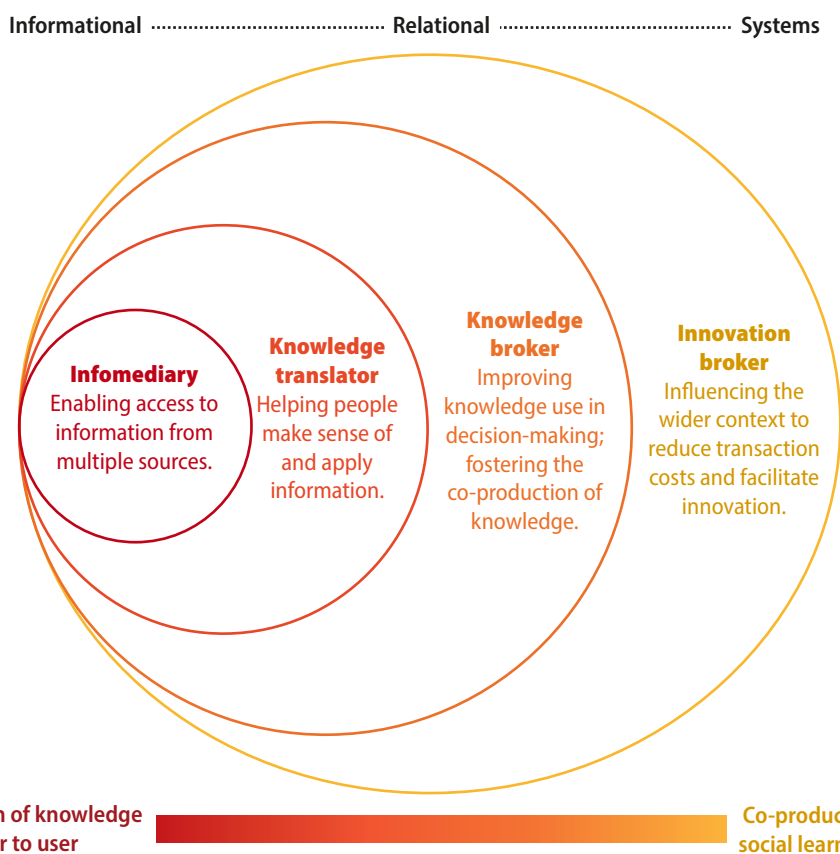 Informational Relational Systems
Infomediary
Enabling access to
information from
multiple sources.
Knowledge
translator
Helping people
make sense of
and apply
information.
Knowledge
broker
Improving
knowledge use in
decision-making;
fostering the
co-production of
knowledge.
Innovation
broker
Influencing the
wider context to
reduce transaction
costs and facilitate
innovation.
of knowledge
to user
social